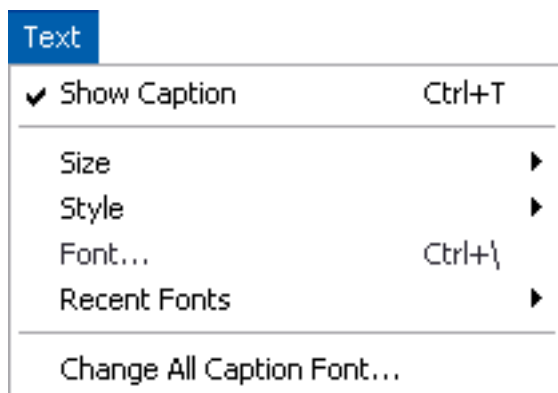 Text
Show Caption Ctrl+T
Size
Style
Font... Ctrl+\
Recent Fonts
Change All Caption Font...